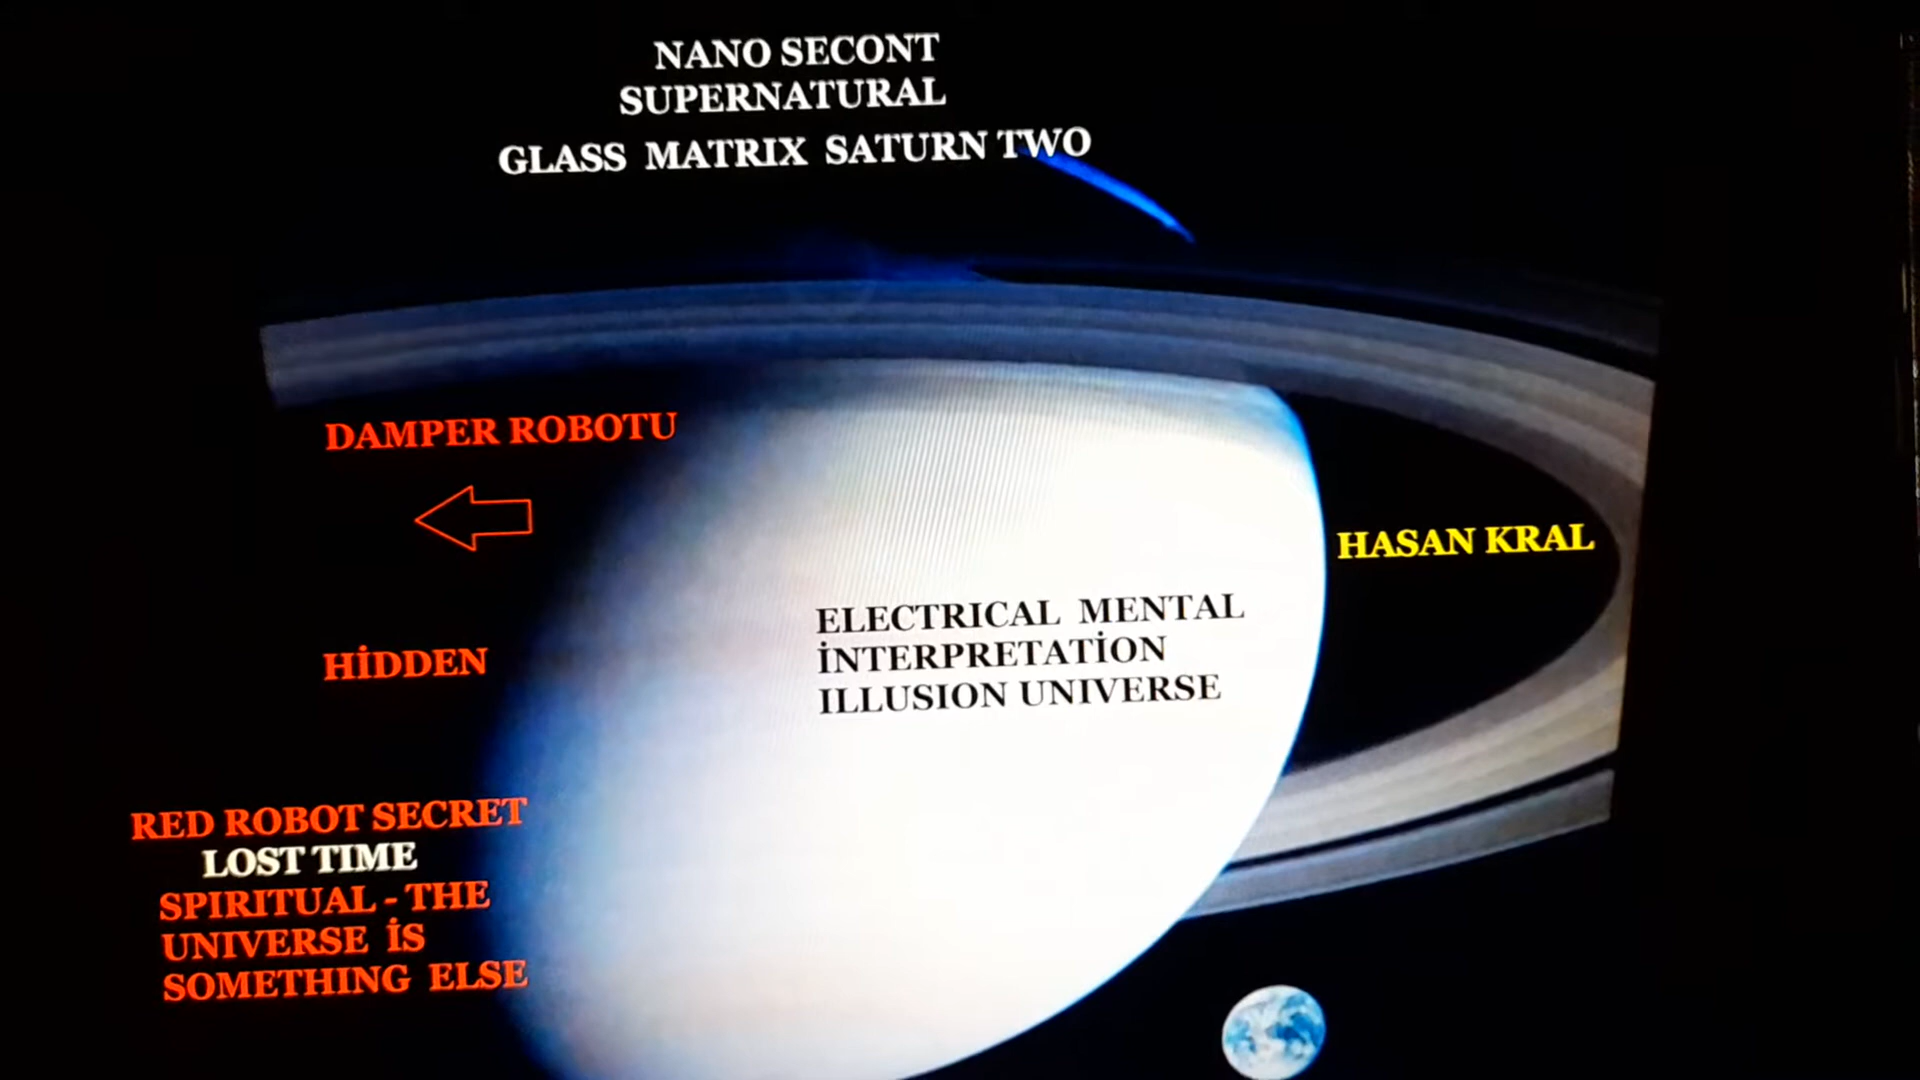 NANO SECONT
SUPERNATURAL
GLASS MATRIX SATURN TWO
DAMPER ROBOTU
HASAN KRAL
ELECTRICAL MENTAL
İNTERPRETATİON
ILLUSION UNIVERSE
HİDDEN
RED ROBOT SECRET
LOST TIME
SPIRITUAL - THE
UNIVERSE İS
SOMETHING ELSE